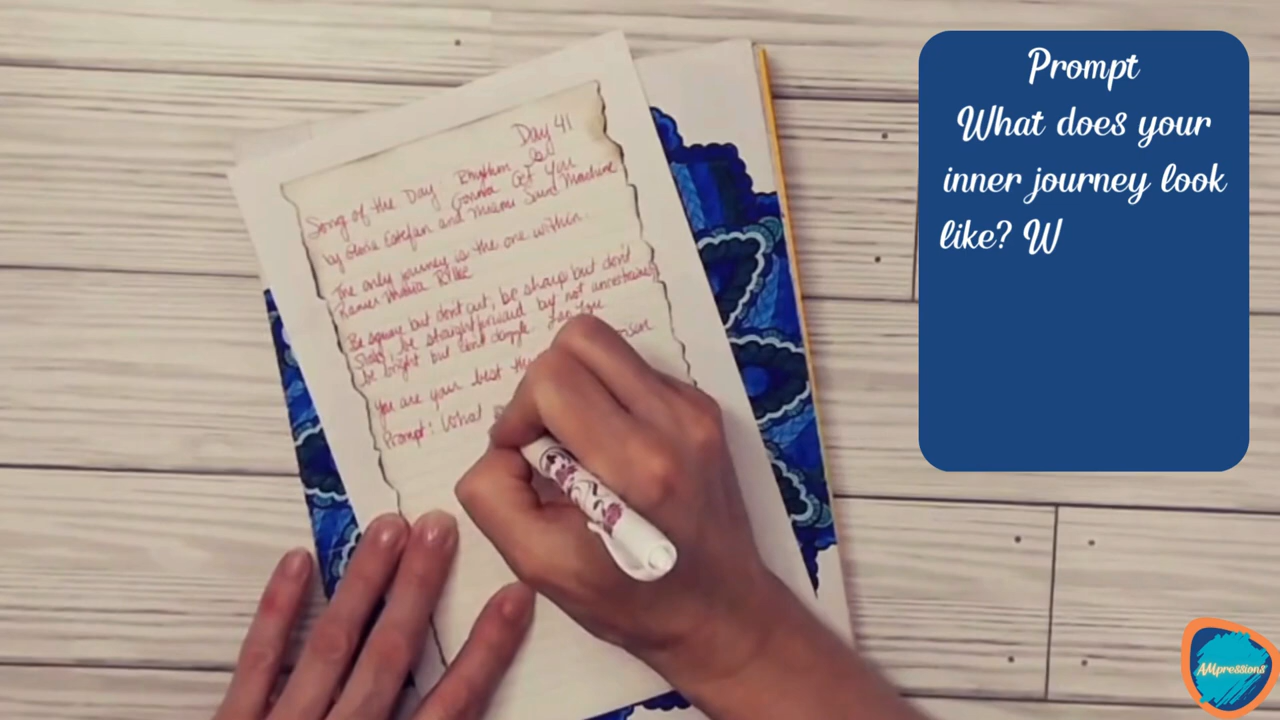 Day 41
Song of the Day Rhythm is
Gonna Get You
by Gloria Estefan and Miami Sound Machine
The only journey is the one within.
Rainer Maria Rilke
Be square but don't cut, be sharp but don't
be straightforward by not unrestrained
be bright but don't dazzle. Lao Tzu
You are your best
Prompt: What
Prompt
What does your
inner journey look
like? W
AMpressions